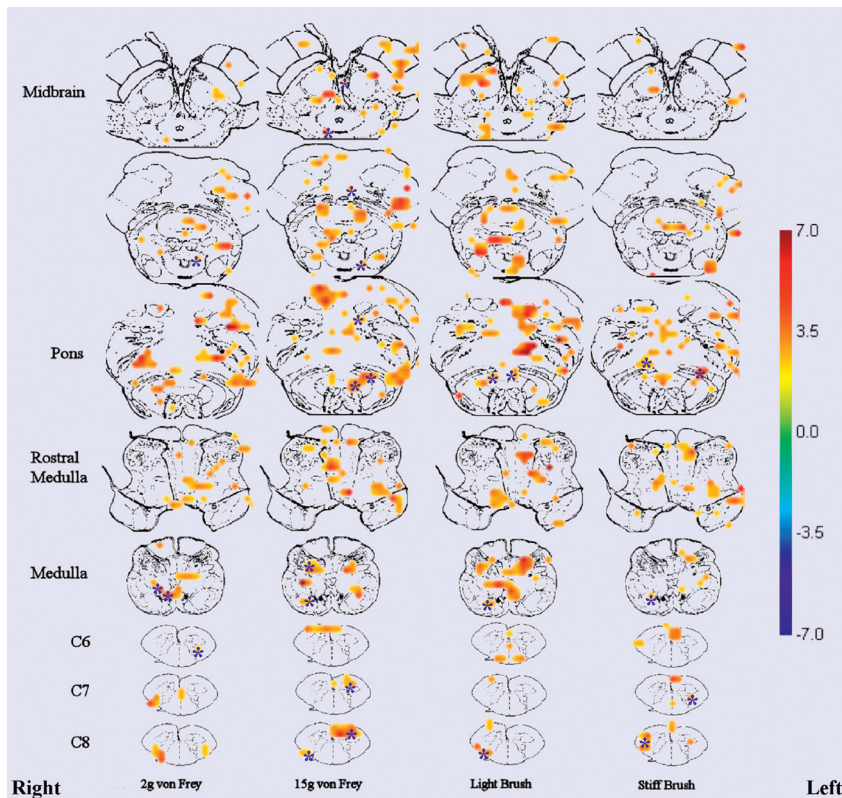 Midbrain
7.0
3.5
Pons
0.0
Rostral
Medulla
-3.5
Medulla
-7.0
C6
C7
C8
Right
2g von Frey
15g von Frey
Light Brush
Stiff Brush
Left